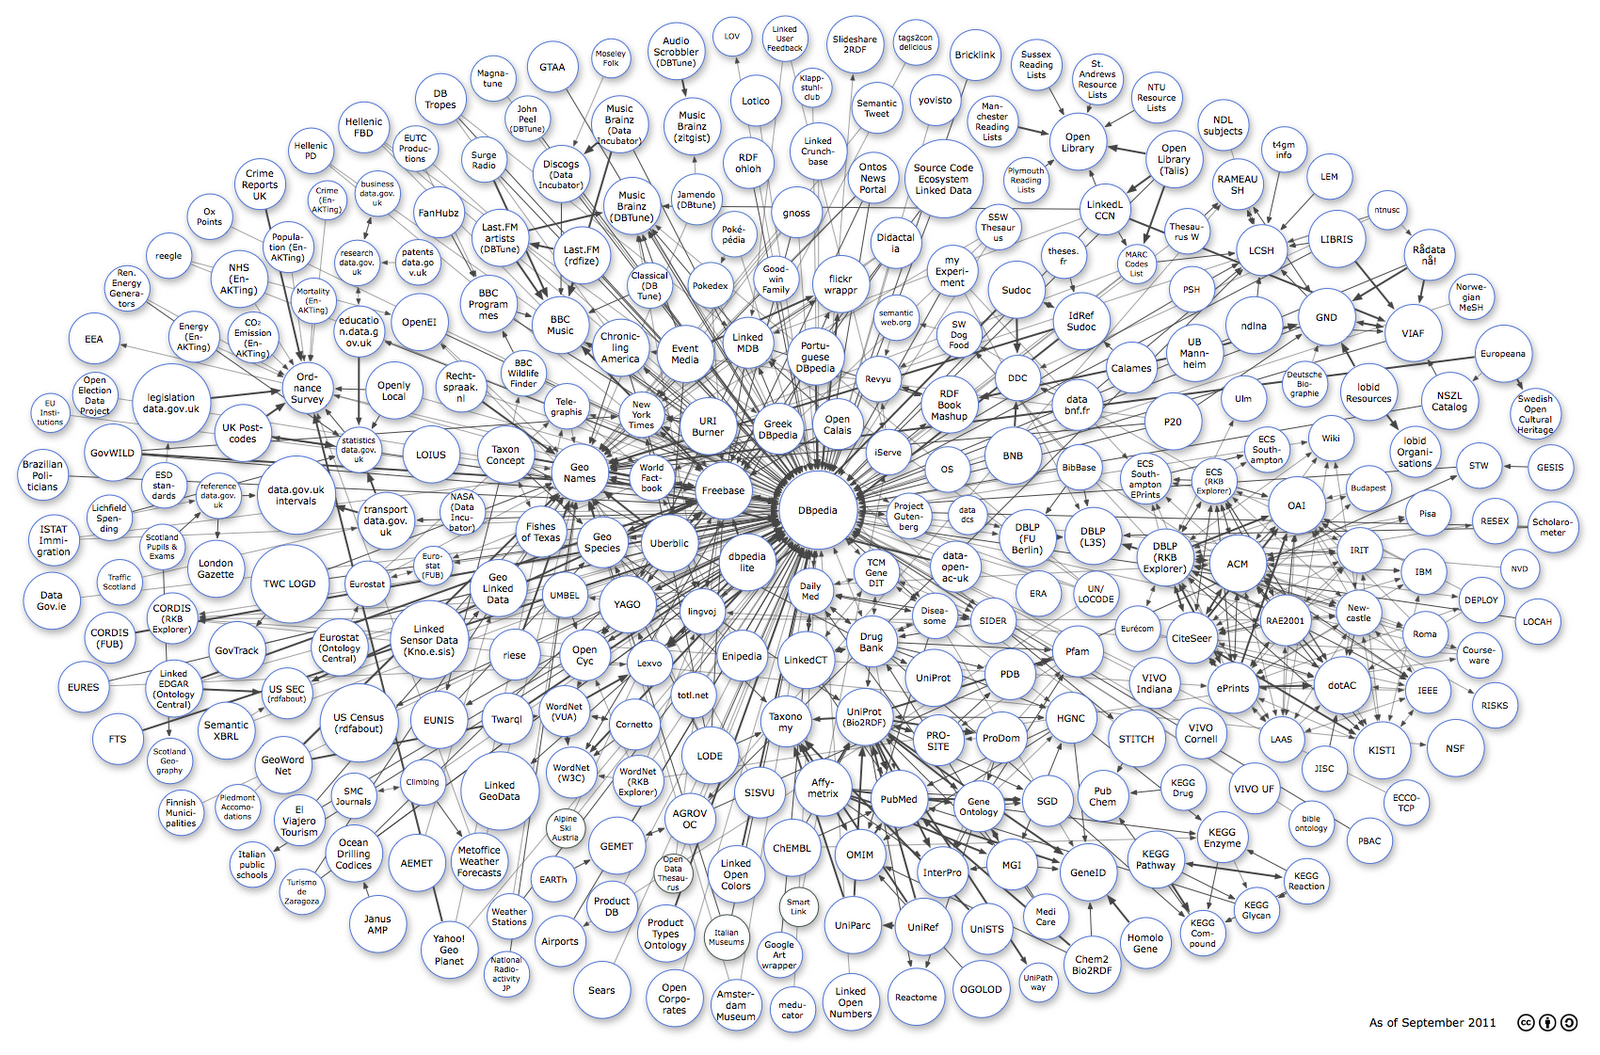 Audio
Scrobbler
(DBTune)
LOV
Linked
User
Feedback
Slideshare
2RDF
tags2con
delicious
Bricklink
Sussex
Reading
Lists
St.
Andrews
Resource
Lists
NTU
Resource
Lists
GTAA
Moseley
Folk
Magna-
tune
DB
Tropes
John
Peel
(DBTune)
Music
Brainz
(Data
Incubator)
Music
Brainz
(zitgist)
Lotico
Klapp-
stuhl-
club
Linked
Crunch-
base
Semantic
Tweet
yovisto
Man-
chester
Reading
Lists
Open
Library
Plymouth
Reading
Lists
Open
Library
(Talis)
NDL
subjects
t4gm
info
LEM
RAMEAU
SH
Hellenic
FBD
EUTC
Produc-
tions
Hellenic
PD
Surge
Radio
Discogs
(Data
Incubator)
RDF
ohloh
Ontos
News
Portal
Source Code
Ecosystem
Linked Data
LinkedL
CCN
ntnusc
Crime
Reports
UK
Crime
(En-
AKTing)
business
data.gov.
uk
FanHubz
Last.FM
artists
(DBTune)
Last.FM
(rdfize)
Music
Brainz
(DBTune)
Jamendo
(DBtune)
Poké-
pédia
gnoss
Didactal
ia
SSW
Thesaur
us
theses.
fr
MARC
Codes
List
Thesau-
rus W
LCSH
LIBRIS
Rådata
nå!
Ox
Points
Popula-
tion (En-
AKTing)
research
data.gov.
uk
patents
data.go
v.uk
reegle
NHS
(En-
AKTing)
Mortality
(En-
AKTing)
Ren.
Energy
Genera-
tors
BBC
Program
mes
BBC
Music
Classical
(DB
Tune)
Pokedex
Good-
win
Family
flickr
wrappr
my
Experi-
ment
Sudoc
PSH
Norwe-
gian
MeSH
EEA
Energy
(En-
AKTing)
CO2
Emission
(En-
AKTing)
educatio
n.data.g
ov.uk
OpenEI
Chronic-
ling
America
Event
Media
Linked
MDB
Portu-
guese
DBpedia
semantic
web.org
SW
Dog
Food
IdRef
Sudoc
UB
Mann-
heim
ndlna
GND
VIAF
Europeana
Open
Election
Data
Project
EU
Insti-
tutions
legislation
data.gov.uk
Ord-
nance
Survey
Openly
Local
Recht-
spraak.
nl
BBC
Wildlife
Finder
Tele-
graphis
New
York
Times
URI
Burner
Greek
DBpedia
Open
Calais
Revyu
RDF
Book
Mashup
DDC
data
bnf.fr
Calames
Ulm
Deutsche
Bio-
graphie
lobid
Resources
NSZL
Catalog
Swedish
Open
Cultural
Heritage
GovWILD
UK Post-
codes
statistics
data.gov.
uk
LOIUS
Taxon
Concept
Geo
Names
World
Fact-
book
Freebase
DBpedia
iServe
OS
BNB
P20
BibBase
ECS
South-
ampton
EPrints
ECS
(RKB
Explorer)
ECS
South-
ampton
Wiki
lobid
Organi-
sations
STW
GESIS
Brazilian
Poli-
ticians
ESD
stan-
dards
reference
data.gov.
uk
data.gov.uk
intervals
Lichfield
Spen-
ding
transport
data.gov.
uk
NASA
(Data
Incu-
bator)
Fishes
of Texas
Geo
Species
Uberblic
dbpedia
lite
Project
Guten-
berg
data
dcs
DBLP
(FU
Berlin)
DBLP
(L3S)
DBLP
(RKB
Explorer)
OAI
Budapest
Pisa
RESEX
Scholaro-
meter
ISTAT
Immi-
gration
Scotland
Pupils &
Exams
London
Gazette
TWC LOGD
Eurostat
Euro-
stat
(FUB)
Geo
Linked
Data
UMBEL
YAGO
lingvoj
Daily
Med
TCM
Gene
DIT
data-
open-
ac-uk
ERA
UN/
LOCODE
ACM
IRIT
IBM
NVD
Traffic
Scotland
Data
Gov.ie
CORDIS
(RKB
Explorer)
CORDIS
(FUB)
GovTrack
Eurostat
(Ontology
Central)
Linked
Sensor Data
(Kno.e.sis)
riese
Open
Cyc
Lexvo
Enipedia
LinkedCT
Drug
Bank
Disea-
some
SIDER
Pfam
Eurécom
CiteSeer
RAE2001
New-
castle
Roma
DEPLOY
LOCAH
Course-
ware
EURES
Linked
EDGAR
(Ontology
Central)
US SEC
(rdfabout)
US Census
(rdfabout)
EUNIS
Twarql
WordNet
(VUA)
Cornetto
totl.net
Taxono
my
UniProt
(Bio2RDF)
UniProt
PDB
HGNC
VIVO
Indiana
ePrints
dotAC
IEEE
RISKS
FTS
Semantic
XBRL
Scotland
Geo-
graphy
GeoWord
Net
Climbing
Linked
GeoData
WordNet
(W3C)
WordNet
(RKB
Explorer)
LODE
SISVU
PRO-
SITE
ProDom
STITCH
VIVO
Cornell
LAAS
KISTI
NSF
JISC
Finnish
Munici-
palities
Piedmont
Accomo-
dations
El
Viajero
Tourism
SMC
Journals
Alpine
Ski
Austria
AGROV
OC
Affy-
metrix
PubMed
Gene
Ontology
SGD
Pub
Chem
KEGG
Drug
VIVO UF
ECCO-
TCP
bible
ontology
PBAC
Italian
public
schools
Ocean
Drilling
Codices
AEMET
Metoffice
Weather
Forecasts
GEMET
EARTh
Open
Data
Thesau-
rus
Linked
Open
Colors
ChEMBL
OMIM
InterPro
MGI
GeneID
KEGG
Pathway
KEGG
Enzyme
KEGG
Reaction
Turismo
de
Zaragoza
Janus
AMP
Weather
Stations
Product
DB
Product
Types
Ontology
Italian
Museums
Smart
Link
Google
Art
wrapper
UniParc
UniRef
UniSTS
Medi
Care
Homolo
Gene
KEGG
Com-
pound
KEGG
Glycan
Yahoo!
Geo
Planet
Airports
National
Radio-
activity
JP
Sears
Open
Corpo-
rates
Amster-
dam
Museum
medu-
cator
Linked
Open
Numbers
Reactome
OGOLOD
UniPath
way
Chem2
Bio2RDF
As of September 2011
cc